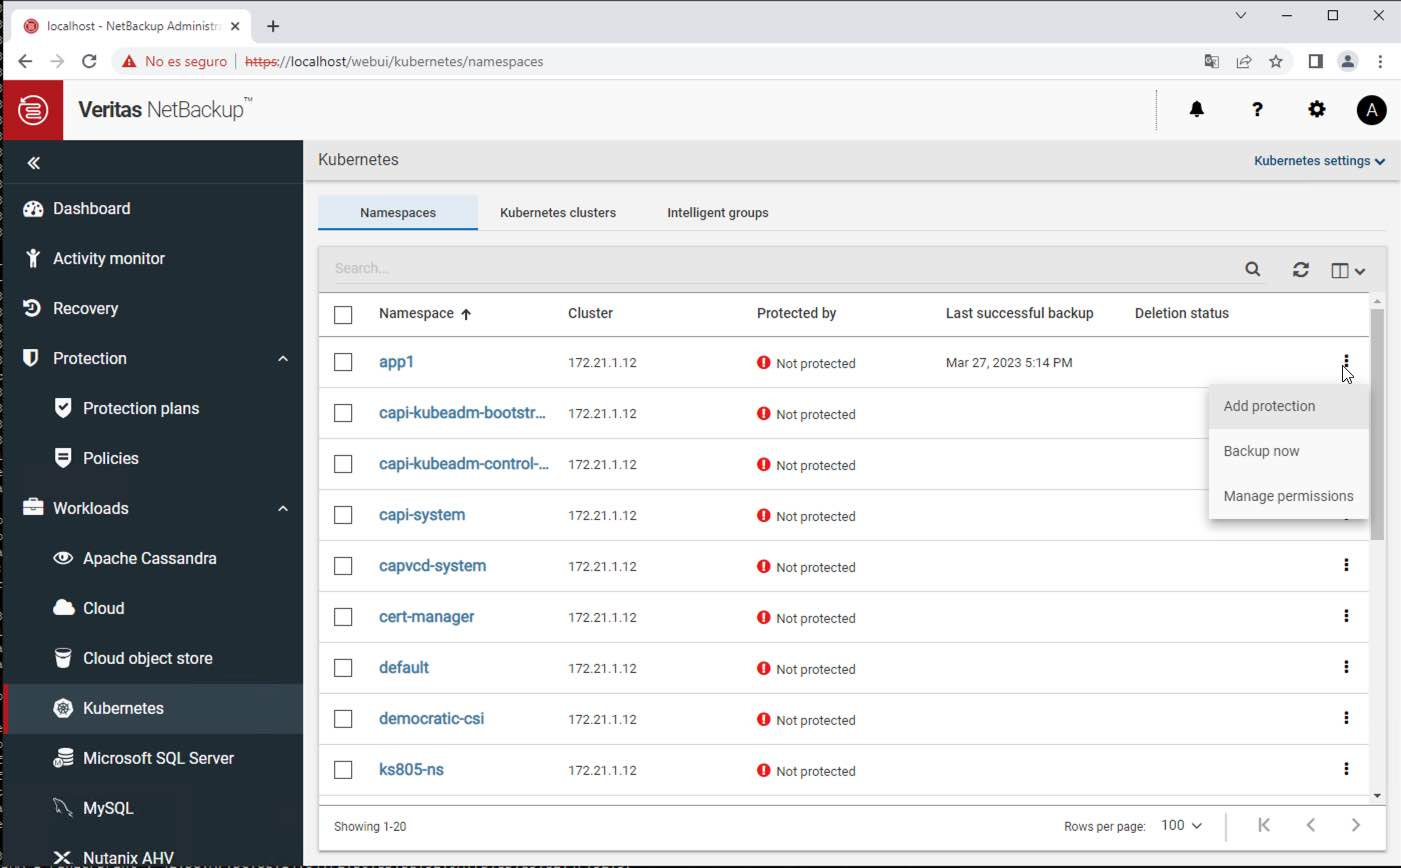 localhost - NetBackup Administra
No es seguro
https://localhost/webui/kubernetes/namespaces
Veritas NetBackup™
A
Kubernetes
Kubernetes settings
Dashboard
Activity monitor
Recovery
Protection
Protection plans
Policies
Workloads
Apache Cassandra
Cloud
Cloud object store
Kubernetes
Microsoft SQL Server
MySQL
Nutanix AHV
Namespaces Kubernetes clusters Intelligent groups
Search...
Namespace Cluster Protected by Last successful backup Deletion status
app1 172.21.1.12 Not protected Mar 27, 2023 5:14 PM
capi-kubeadm-bootstr... 172.21.1.12 Not protected
capi-kubeadm-control-... 172.21.1.12 Not protected
capi-system 172.21.1.12 Not protected
capvcd-system 172.21.1.12 Not protected
cert-manager 172.21.1.12 Not protected
default 172.21.1.12 Not protected
democratic-csi 172.21.1.12 Not protected
ks805-ns 172.21.1.12 Not protected
Add protection
Backup now
Manage permissions
Showing 1-20
Rows per page: 100